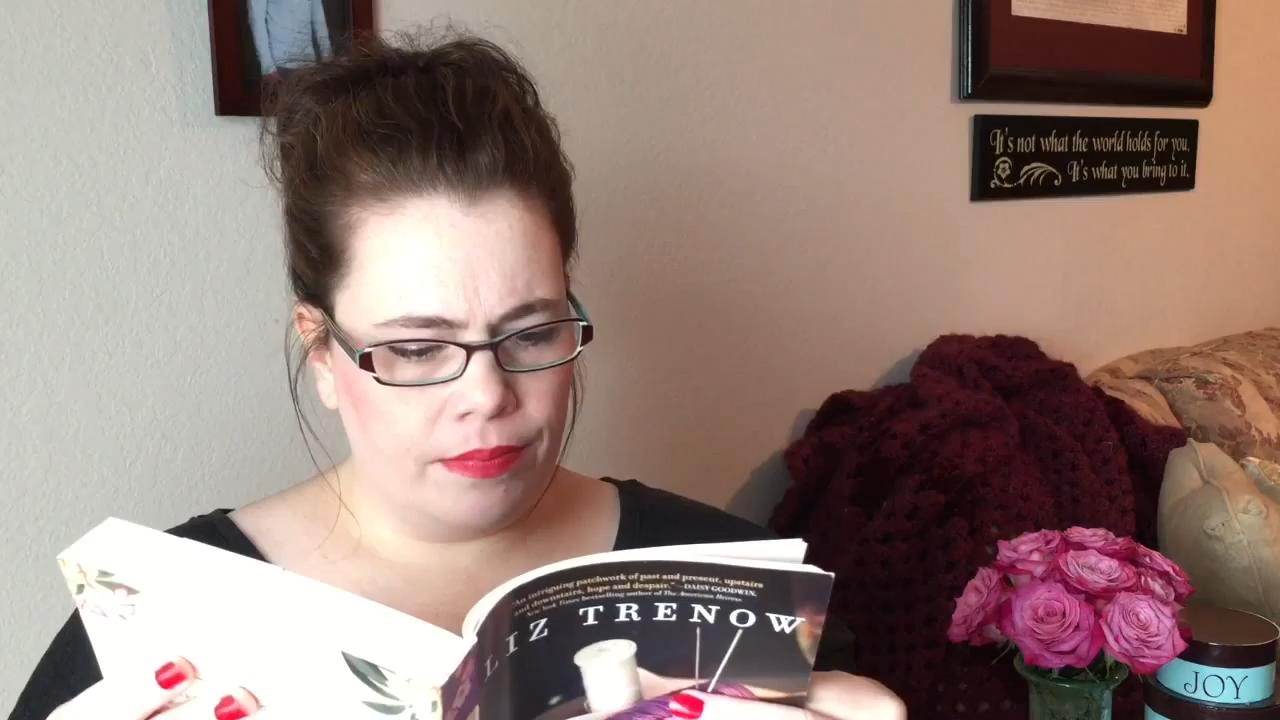 It's not what the world holds for you,
It's what you bring to it.
"An intriguing patchwork of past and present, upstairs
and downstairs, hope and despair."—DAISY GOODWIN,
New York Times bestselling author of The American Heiress
LIZ TRENOW
JOY